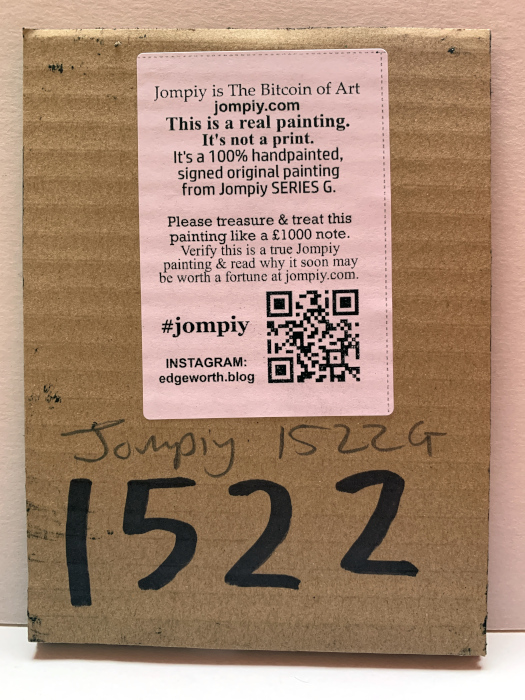 Jompiy is The Bitcoin of Art
jompiy.com
This is a real painting.
It's not a print.
It's a 100% handpainted,
signed original painting
from Jompiy SERIES G.
Please treasure & treat this
painting like a £1000 note.
Verify this is a true Jompiy
painting & read why it soon may
be worth a fortune at jompiy.com.
#jompiy
INSTAGRAM:
edgeworth.blog
Jompiy 1522G
1522